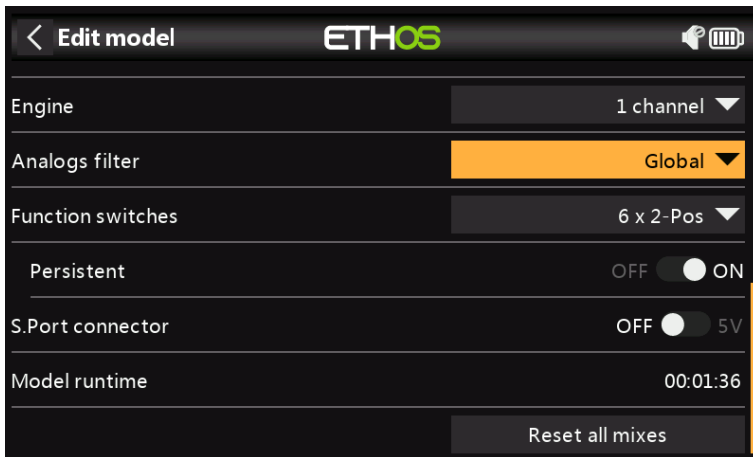 Edit model ETHOS
Engine 1 channel
Analogs filter Global
Function switches 6 x 2-Pos
Persistent OFF ON
S.Port connector OFF 5V
Model runtime 00:01:36
Reset all mixes